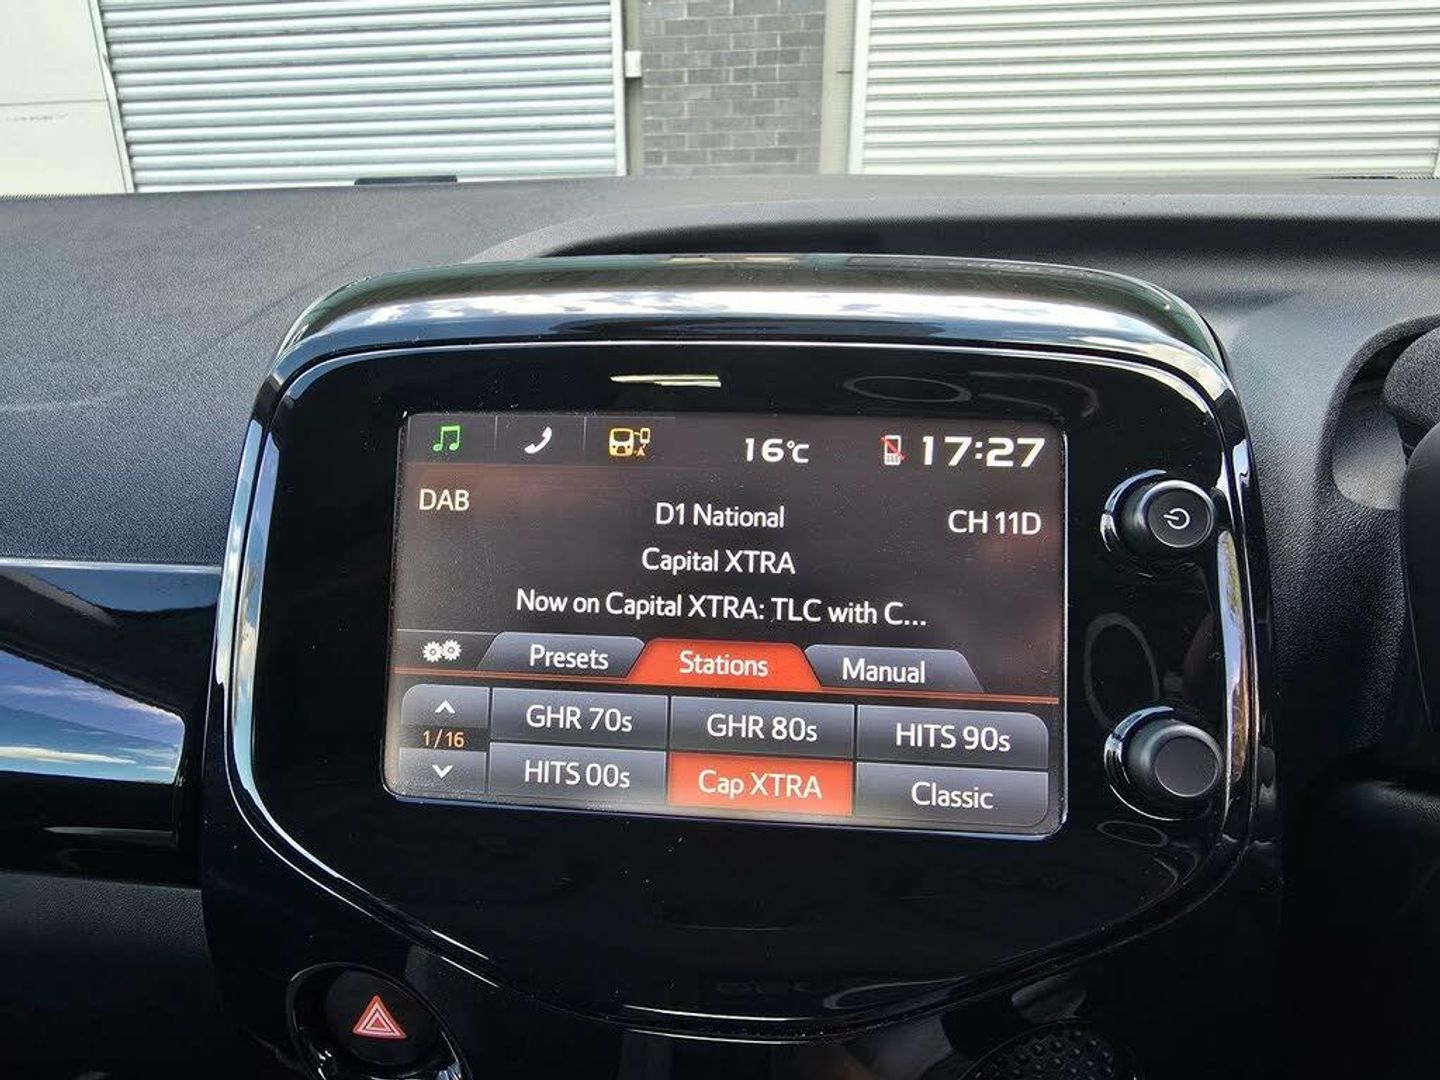 16°C 17:27
DAB
D1 National
CH 11D
Capital XTRA
Now on Capital XTRA: TLC with C...
Presets Stations Manual
GHR 70s GHR 80s HITS 90s
1/16
HITS 00s Cap XTRA Classic